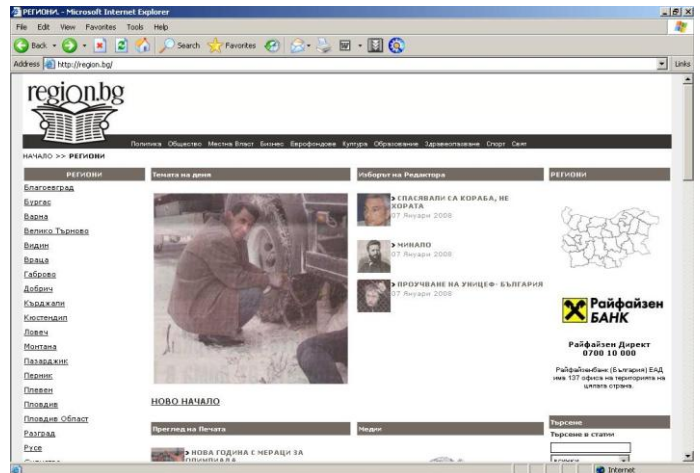 РЕГИОНИ. - Microsoft Internet Explorer
File Edit View Favorites Tools Help
Back Search Favorites
Address http://region.bg/ Links
region.bg
Политика Общество Местна Власт Бизнес Еврофондове Култура Образование Здравеопазване Спорт Свят
НАЧАЛО >> РЕГИОНИ
РЕГИОНИ
Благоевград
Бургас
Варна
Велико Търново
Видин
Враца
Габрово
Добрич
Кърджали
Кюстендил
Ловеч
Монтана
Пазарджик
Перник
Плевен
Пловдив
Пловдив Област
Разград
Русе
Темата на деня
НОВО НАЧАЛО
Преглед на Печата
НОВА ГОДИНА С МЕРАЦИ ЗА
ОЛИМПИАДА
Изборът на Редактора
СПАСЯВАЛИ СА КОРАБА, НЕ
ХОРАТА
07 Януари 2008
МИНАЛО
07 Януари 2008
ПРОУЧВАНЕ НА УНИЦЕФ- БЪЛГАРИЯ
07 Януари 2008
Медии
РЕГИОНИ
Райфайзен
БАНК
Райфайзен Директ
0700 10 000
Райфайзенбанк (България) ЕАД
има 137 офиса на територията на
цялата страна.
Търсене
Търсене в статии
всички
Internet